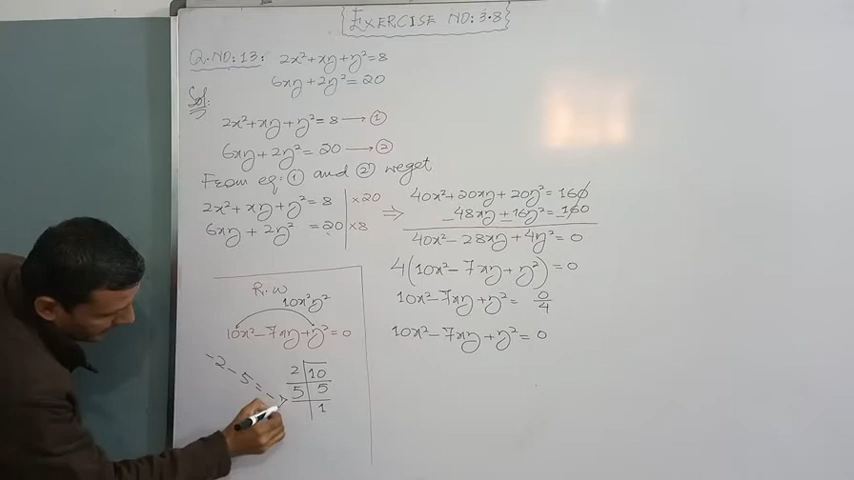 EXERCISE NO: 3.8
Q.NO: 13: 2x²+xy+y²=8
6xy+2y²=20
Sol:
2x²+xy+y²=8 → ①
6xy+2y²=20 → ②
From eq: ① and ② we get
2x²+xy+y²=8 | ×20
6xy+2y²=20 | ×8
⇒ 40x²+20xy+20y²=160
_48xy±16y²=_160
40x²-28xy+4y²=0
4(10x²-7xy+y²)=0
10x²-7xy+y²=0/4
10x²-7xy+y²=0
R.W
10x²y²
10x²-7xy+y²=0
2 | 10
5 | 5
1
-2-5=-7